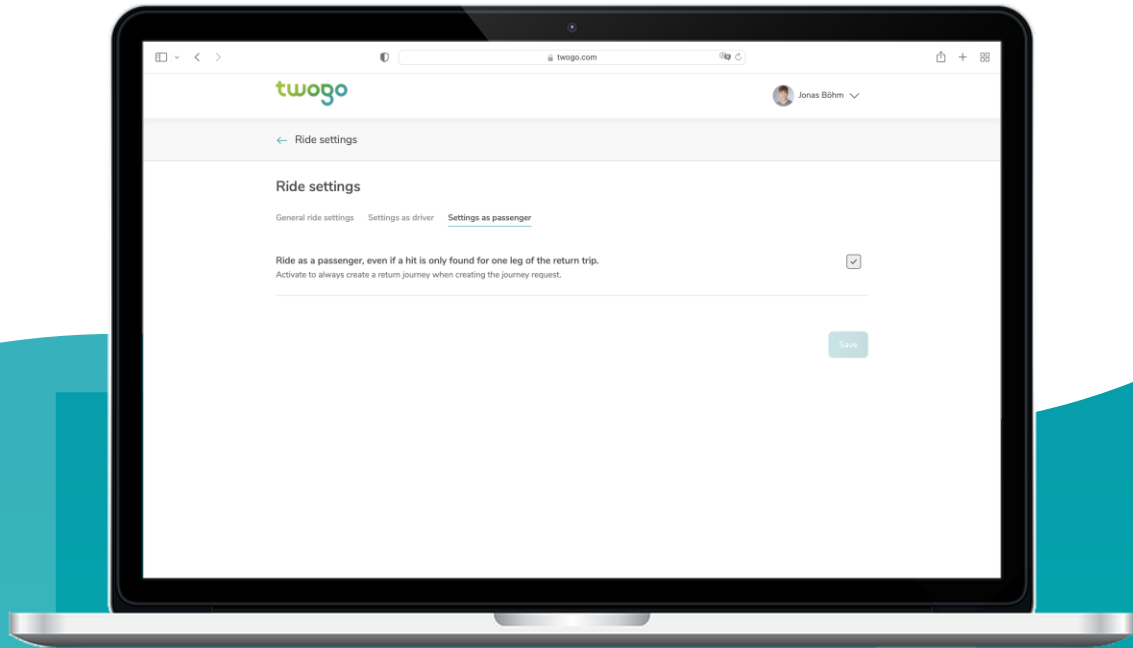 twogo.com
twogo
Jonas Böhm
Ride settings
Ride settings
General ride settings Settings as driver Settings as passenger
Ride as a passenger, even if a hit is only found for one leg of the return trip.
Activate to always create a return journey when creating the journey request.
Save